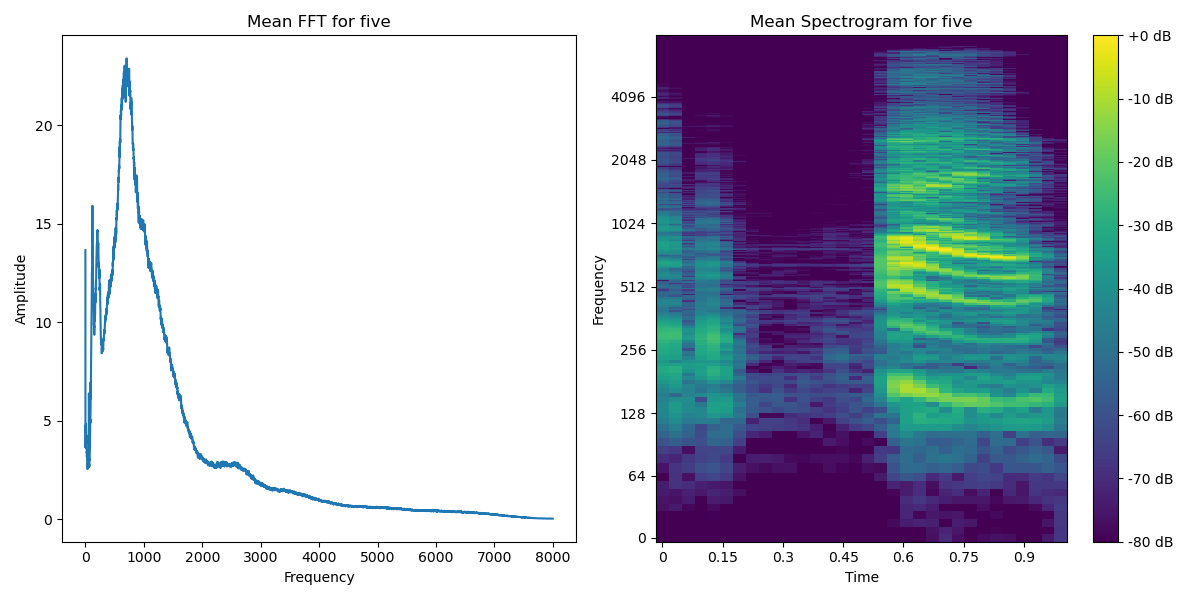 Mean FFT for five
20
15
10
5
0
Amplitude
0 1000 2000 3000 4000 5000 6000 7000 8000
Frequency
Mean Spectrogram for five
4096
2048
1024
512
256
128
64
0
Frequency
0 0.15 0.3 0.45 0.6 0.75 0.9
Time
+0 dB
-10 dB
-20 dB
-30 dB
-40 dB
-50 dB
-60 dB
-70 dB
-80 dB